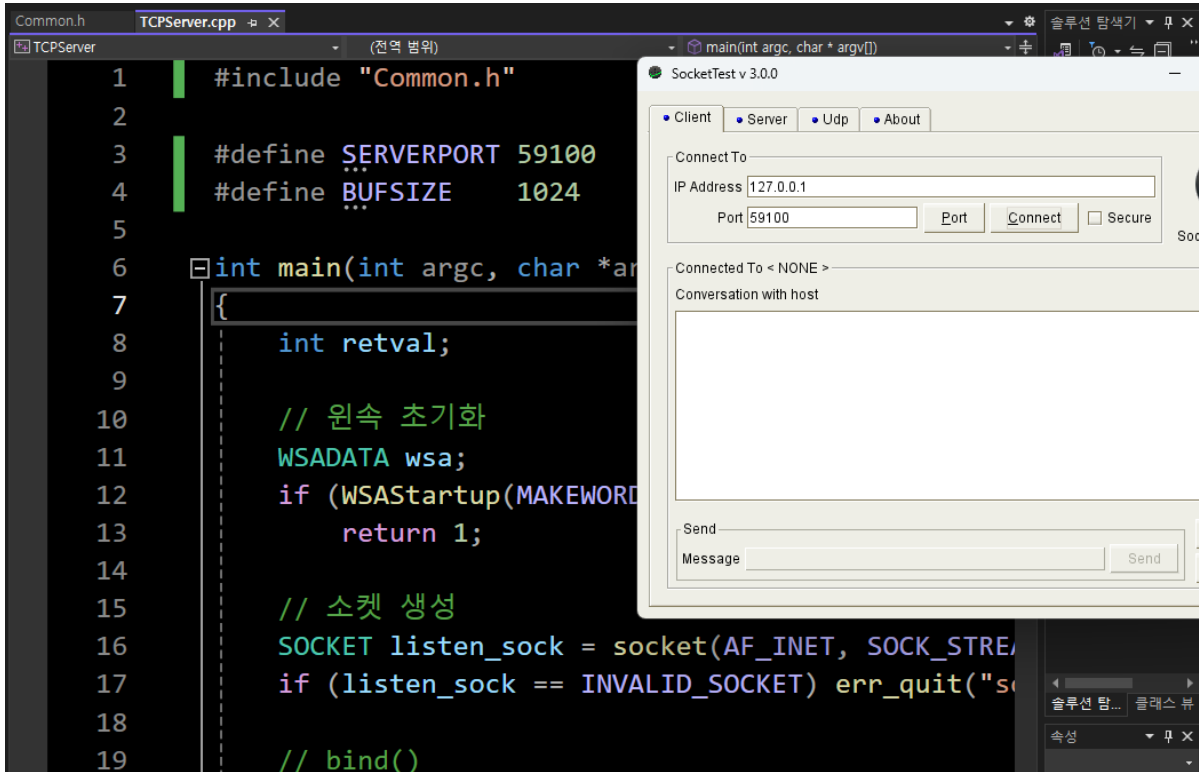 Common.h
TCPServer.cpp
솔루션 탐색기
TCPServer
(전역 범위)
main(int argc, char * argv[])
1 #include "Common.h"
2
3 #define SERVERPORT 59100
4 #define BUFSIZE 1024
5
6 int main(int argc, char *ar
7 {
8 int retval;
9
10 // 윈속 초기화
11 WSADATA wsa;
12 if (WSAStartup(MAKEWORD
13 return 1;
14
15 // 소켓 생성
16 SOCKET listen_sock = socket(AF_INET, SOCK_STREA
17 if (listen_sock == INVALID_SOCKET) err_quit("so
18
19 // bind()
SocketTest v 3.0.0
Client
Server
Udp
About
Connect To
IP Address 127.0.0.1
Port 59100
Port
Connect
Secure
Soc
Connected To < NONE >
Conversation with host
Send
Message
Send
솔루션 탐...
클래스 뷰
속성